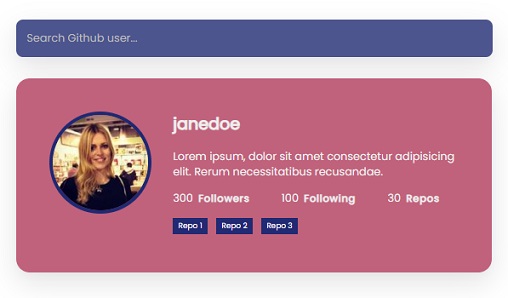 Search Github user...
janedoe
Lorem ipsum, dolor sit amet consectetur adipisicing
elit. Rerum necessitatibus recusandae.
300 Followers 100 Following 30 Repos
Repo 1 Repo 2 Repo 3